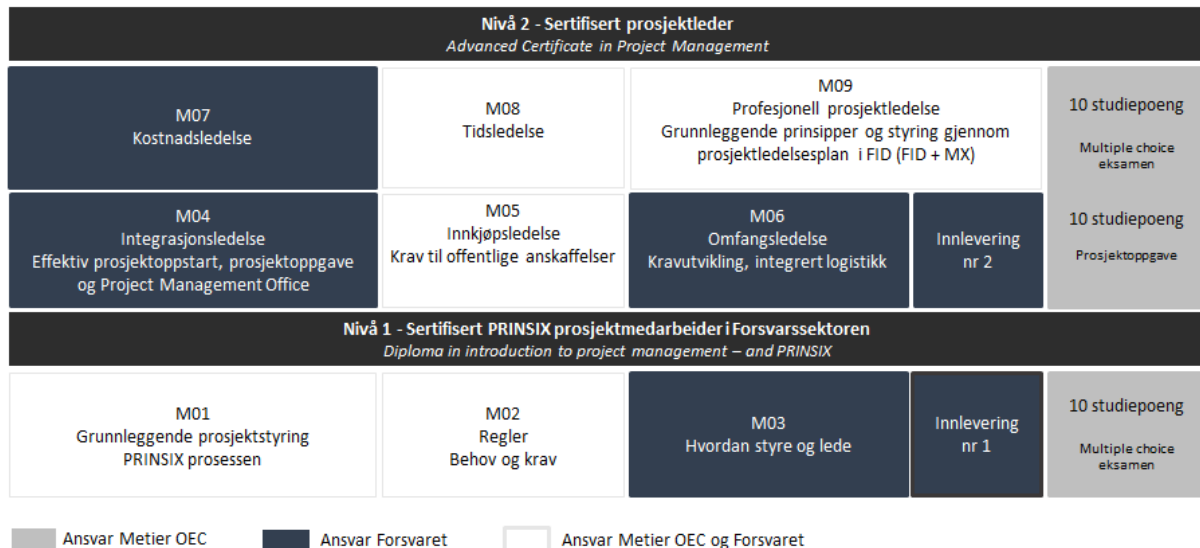 Nivå 2 - Sertifisert prosjektleder
Advanced Certificate in Project Management
M07
Kostnadsledelse
M08
Tidsledelse
M09
Profesjonell prosjektledelse
Grunnleggende prinsipper og styring gjennom
prosjektledelsesplan i FID (FID + MX)
10 studiepoeng
Multiple choice
eksamen
M04
Integrasjonsledelse
Effektiv prosjektoppstart, prosjektoppgave
og Project Management Office
M05
Innkjøpsledelse
Krav til offentlige anskaffelser
M06
Omfangsledelse
Kravutvikling, integrert logistikk
Innlevering
nr 2
10 studiepoeng
Prosjektoppgave
Nivå 1 - Sertifisert PRINSIX prosjektmedarbeider i Forsvarssektoren
Diploma in introduction to project management – and PRINSIX
M01
Grunnleggende prosjektstyring
PRINSIX prosessen
M02
Regler
Behov og krav
M03
Hvordan styre og lede
Innlevering
nr 1
10 studiepoeng
Multiple choice
eksamen
Ansvar Metier OEC
Ansvar Forsvaret
Ansvar Metier OEC og Forsvaret